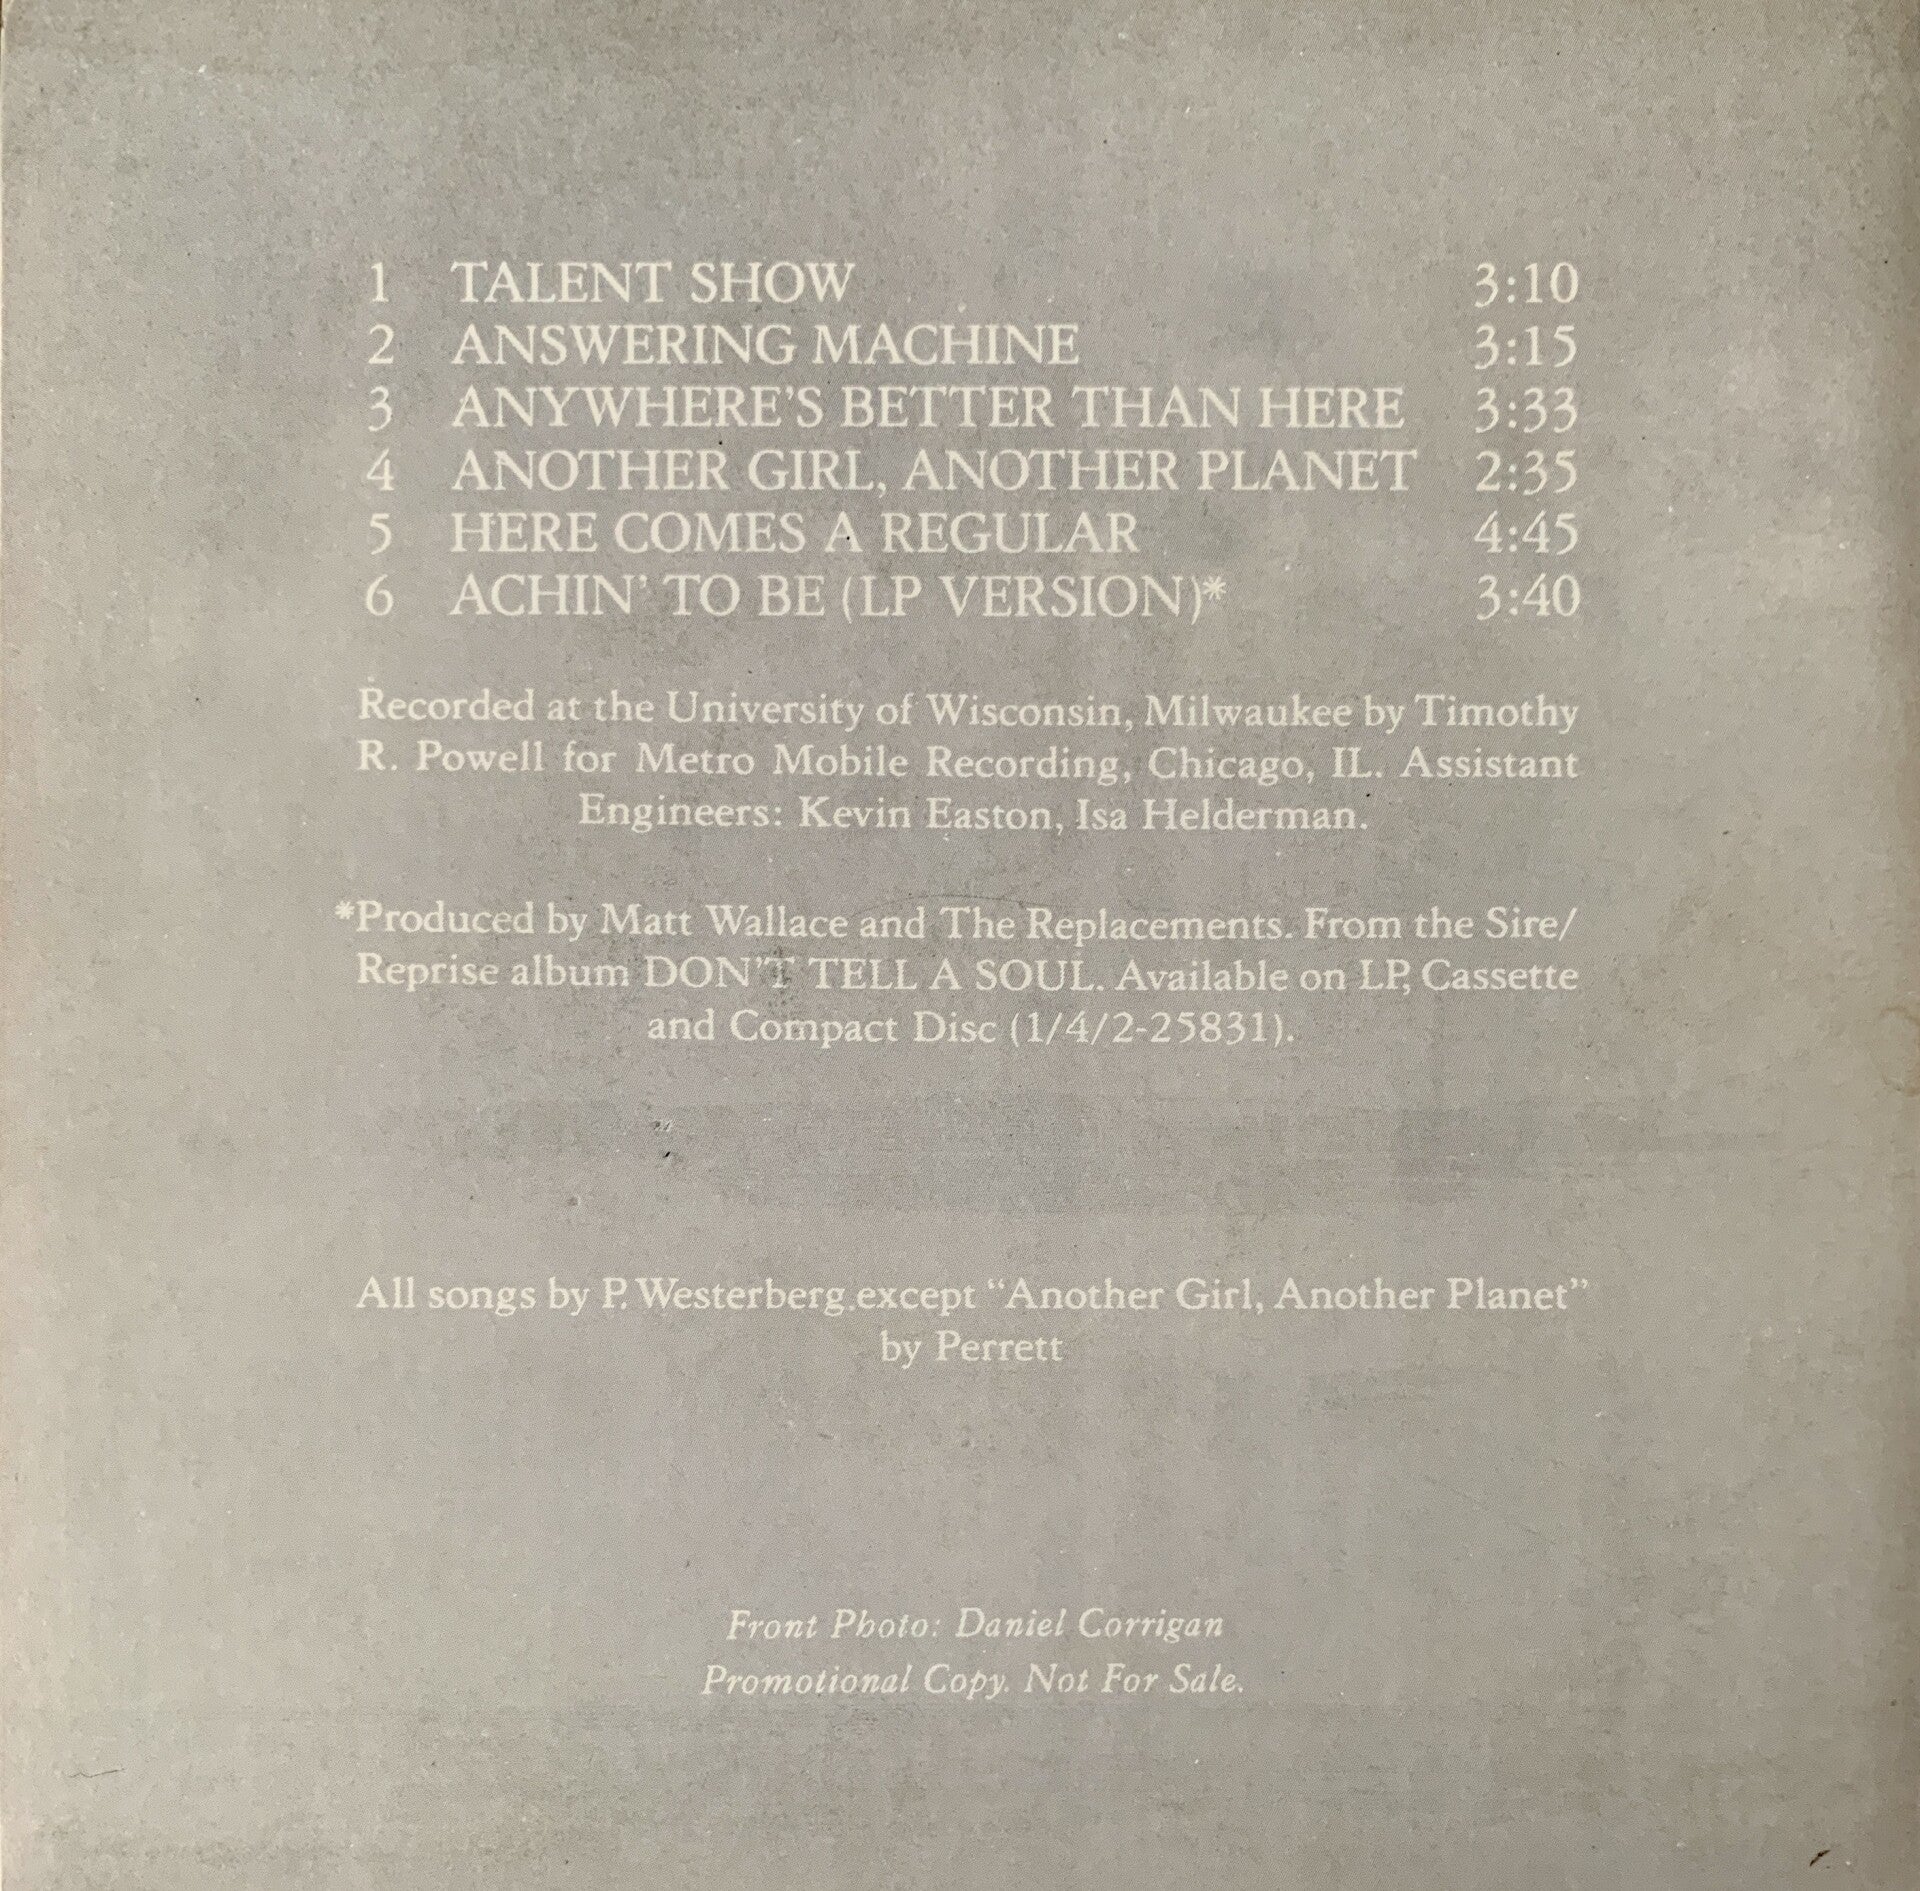 1 TALENT SHOW 3:10
2 ANSWERING MACHINE 3:15
3 ANYWHERE'S BETTER THAN HERE 3:33
4 ANOTHER GIRL, ANOTHER PLANET 2:35
5 HERE COMES A REGULAR 4:45
6 ACHIN' TO BE (LP VERSION)* 3:40
Recorded at the University of Wisconsin, Milwaukee by Timothy
R. Powell for Metro Mobile Recording, Chicago, IL. Assistant
Engineers: Kevin Easton, Isa Helderman.
*Produced by Matt Wallace and The Replacements. From the Sire/
Reprise album DON'T TELL A SOUL. Available on LP, Cassette
and Compact Disc (1/4/2-25831).
All songs by P. Westerberg except "Another Girl, Another Planet"
by Perrett
Front Photo: Daniel Corrigan
Promotional Copy. Not For Sale.